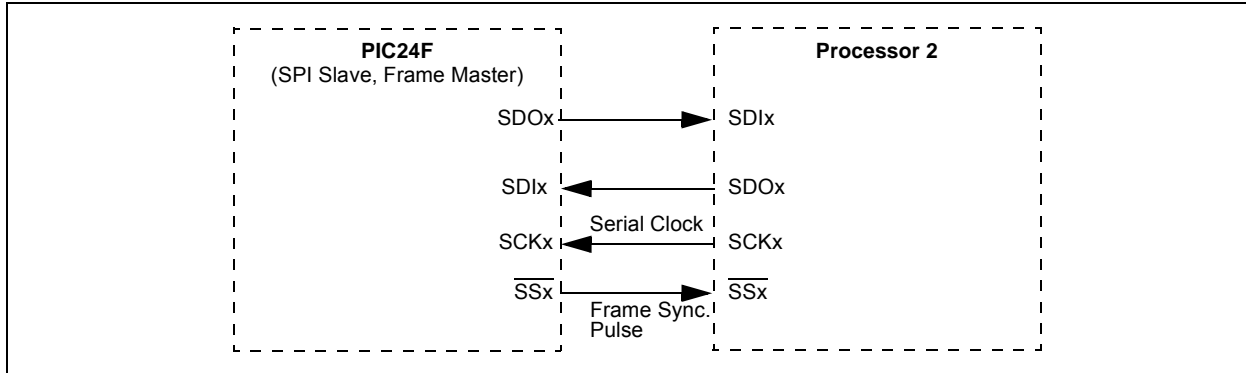 PIC24F
(SPI Slave, Frame Master)
Processor 2
SDOx
SDIx
SDIx
SDOx
Serial Clock
SCKx
SCKx
SSx
SSx
Frame Sync.
Pulse